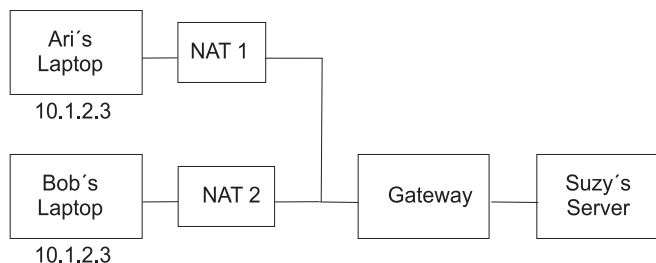 Ari´s
Laptop
NAT 1
10.1.2.3
Bob´s
Laptop
NAT 2
Gateway
Suzy´s
Server
10.1.2.3